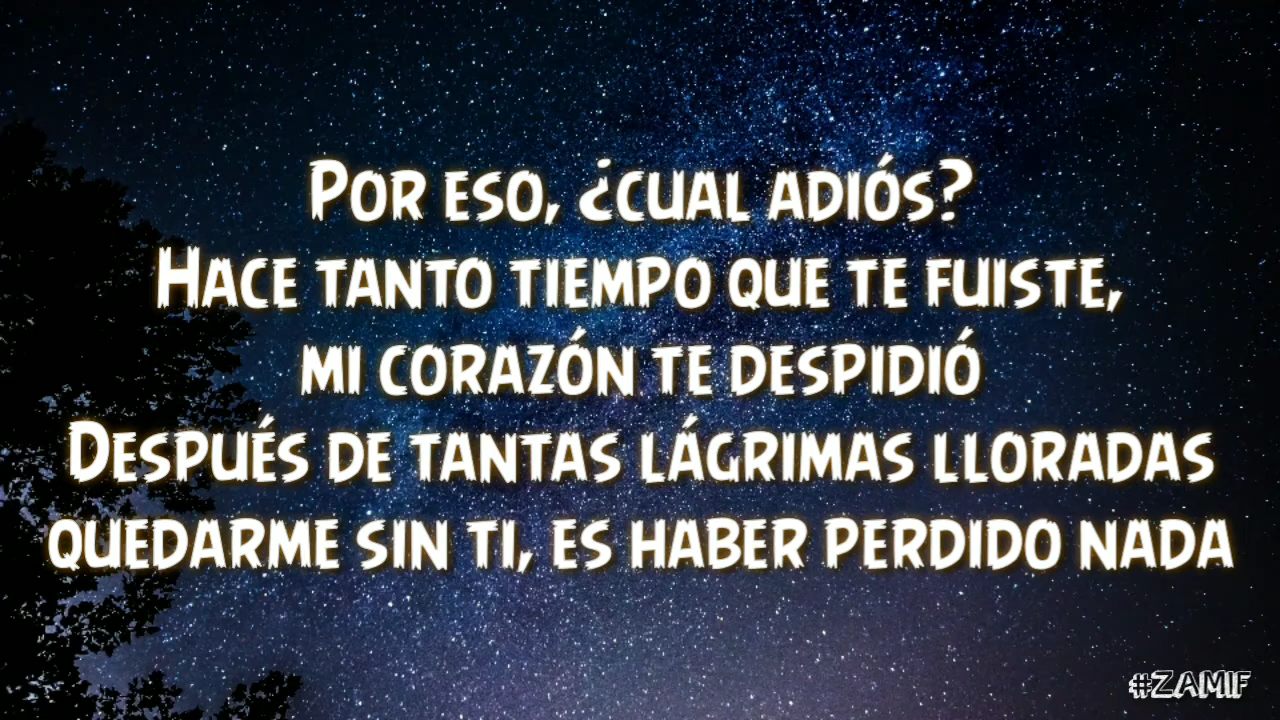 Por eso, ¿cual adiós?
Hace tanto tiempo que te fuiste,
mi corazón te despidió
Después de tantas lágrimas lloradas
quedarme sin ti, es haber perdido nada
#ZAMIF